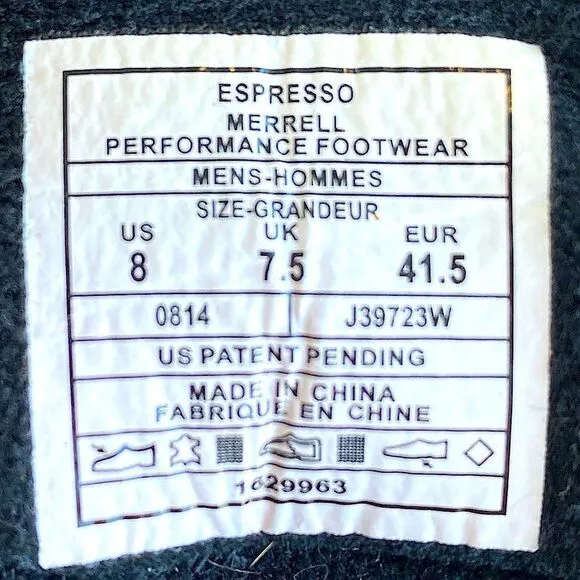 ESPRESSO
MERRELL
PERFORMANCE FOOTWEAR
MENS-HOMMES
SIZE-GRANDEUR
US UK EUR
8 7.5 41.5
0814 J39723W
US PATENT PENDING
MADE IN CHINA
FABRIQUE EN CHINE
1629963